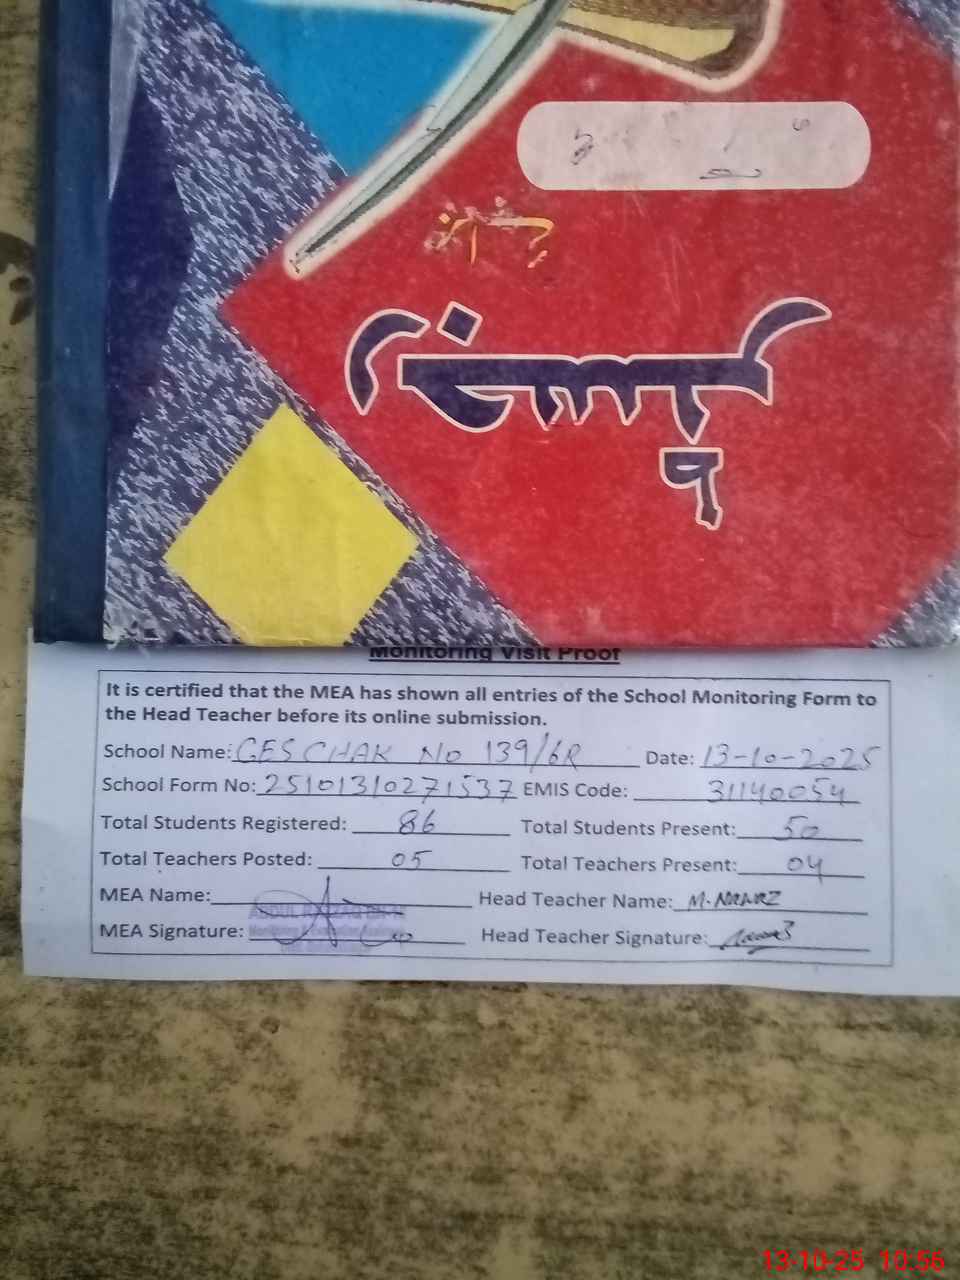 حاضری
رجسٹر
Monitoring Visit Proof
It is certified that the MEA has shown all entries of the School Monitoring Form to
the Head Teacher before its online submission.
School Name: GES CHAK No 139/6R Date: 13-10-2025
School Form No: 25101310271537 EMIS Code: 31140054
Total Students Registered: 86 Total Students Present: 50
Total Teachers Posted: 05 Total Teachers Present: 04
MEA Name: Head Teacher Name: M. NAWAZ
ABDUL RAZZAQ
MEA Signature: Head Teacher Signature:
13-10-25 10:56